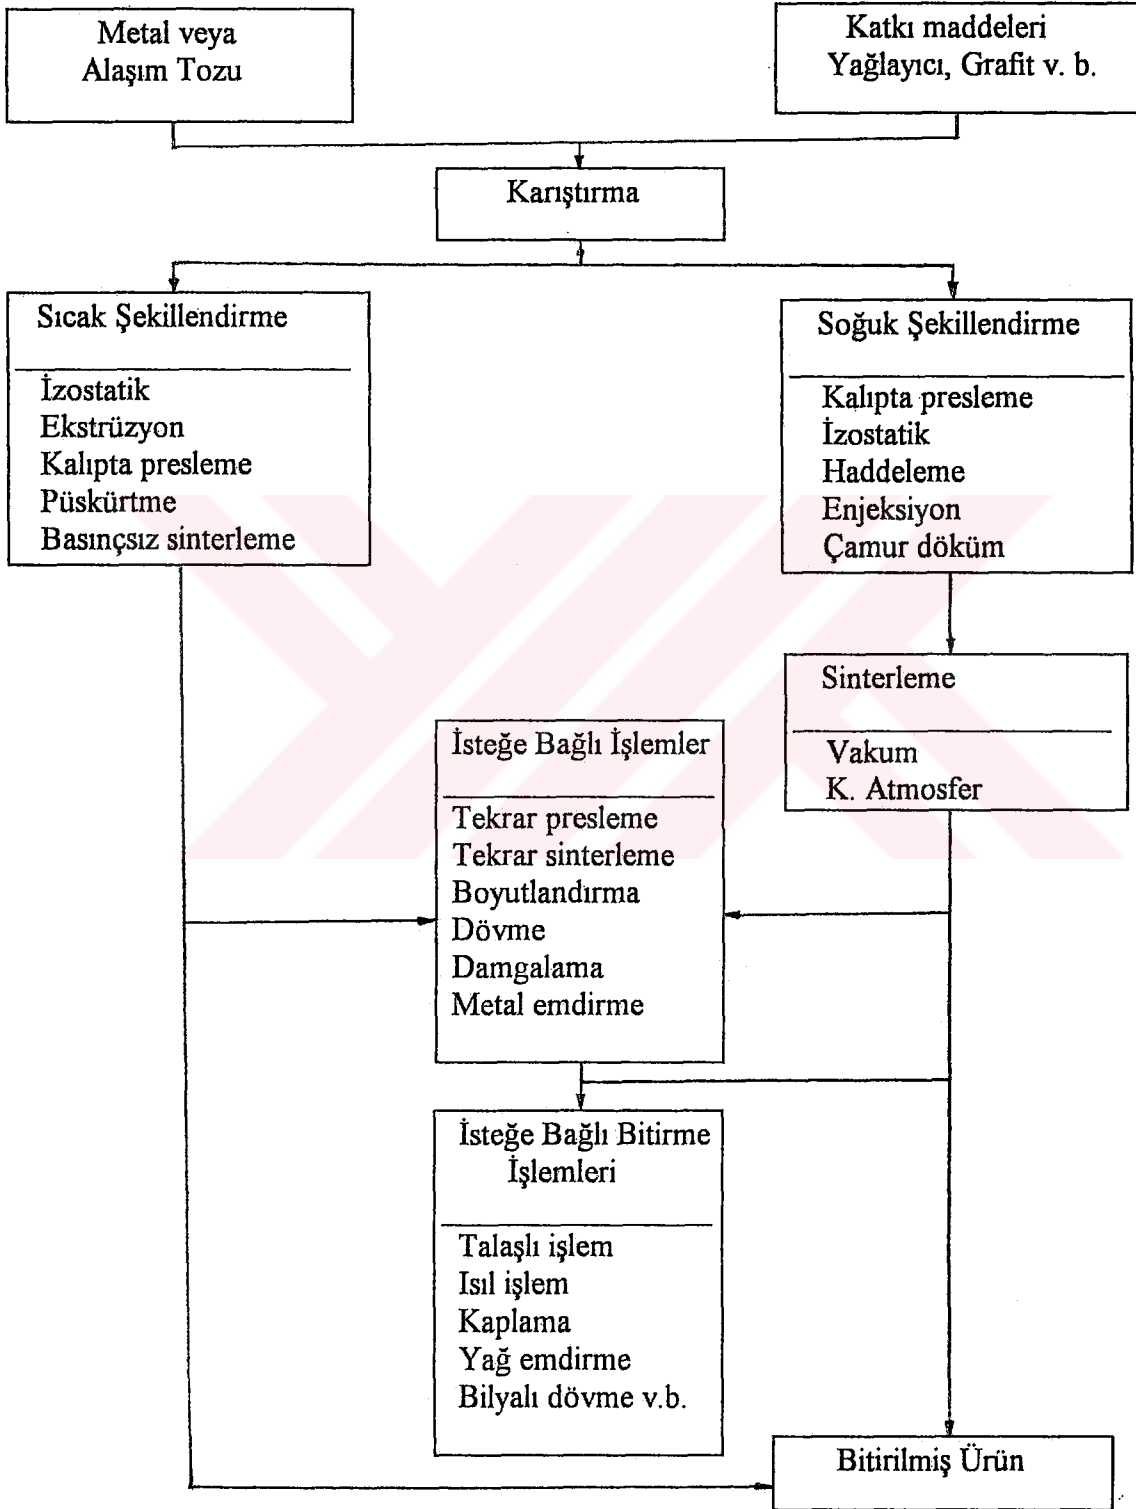 Metal veya
Alaşım Tozu
Katkı maddeleri
Yağlayıcı, Grafit v. b.
Karıştırma
Sıcak Şekillendirme
İzostatik
Ekstrüzyon
Kalıpta presleme
Püskürtme
Basınçsız sinterleme
Soğuk Şekillendirme
Kalıpta presleme
İzostatik
Haddeleme
Enjeksiyon
Çamur döküm
Sinterleme
Vakum
K. Atmosfer
İsteğe Bağlı İşlemler
Tekrar presleme
Tekrar sinterleme
Boyutlandırma
Dövme
Damgalama
Metal emdirme
İsteğe Bağlı Bitirme
İşlemleri
Talaşlı işlem
Isıl işlem
Kaplama
Yağ emdirme
Bilyalı dövme v.b.
Bitirilmiş Ürün